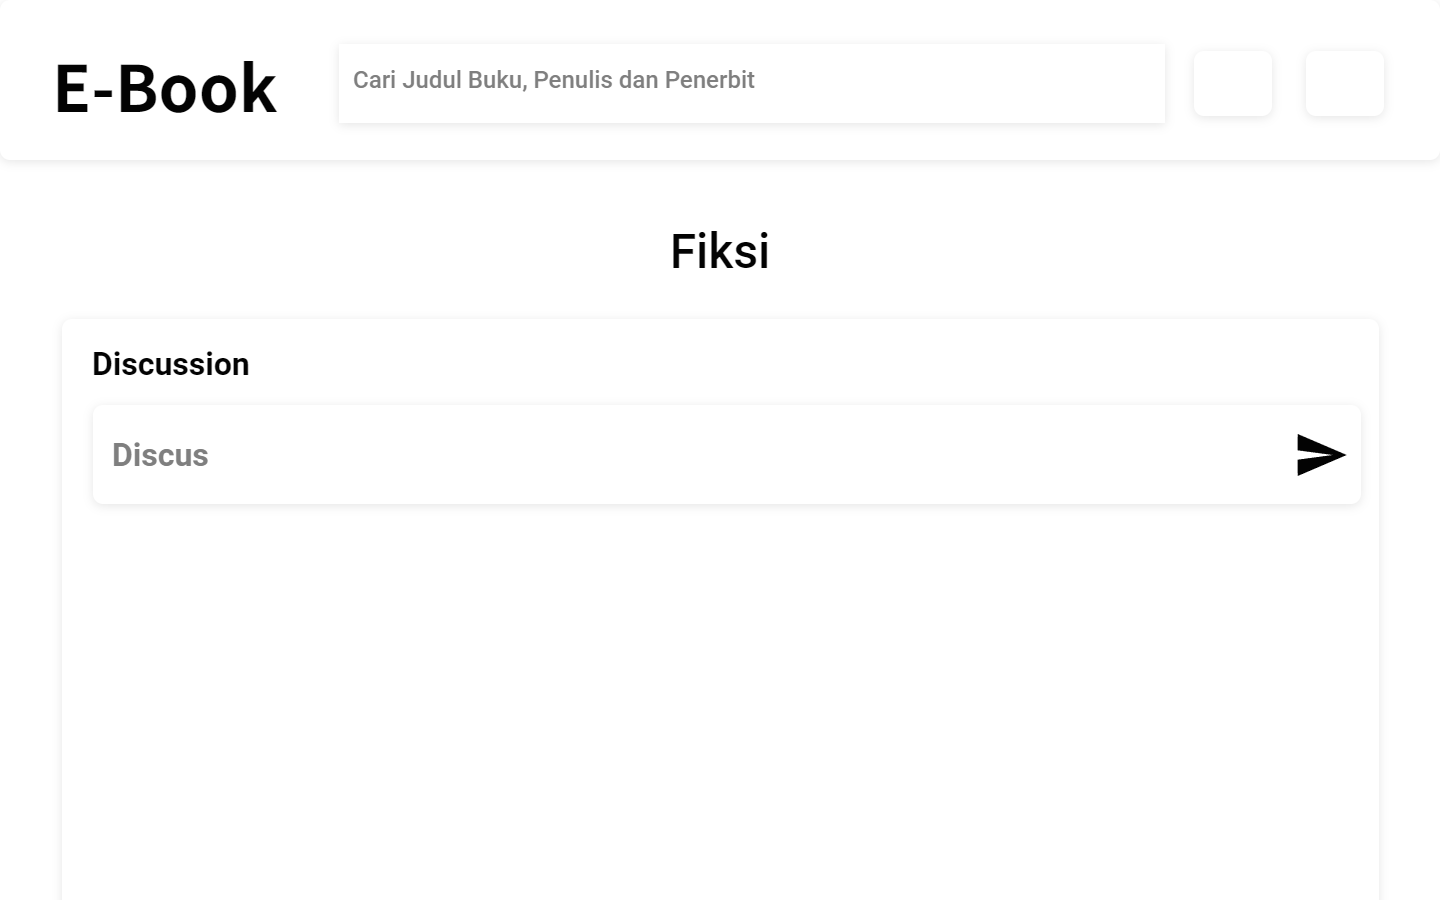 E-Book
Cari Judul Buku, Penulis dan Penerbit
Fiksi
Discussion
Discus